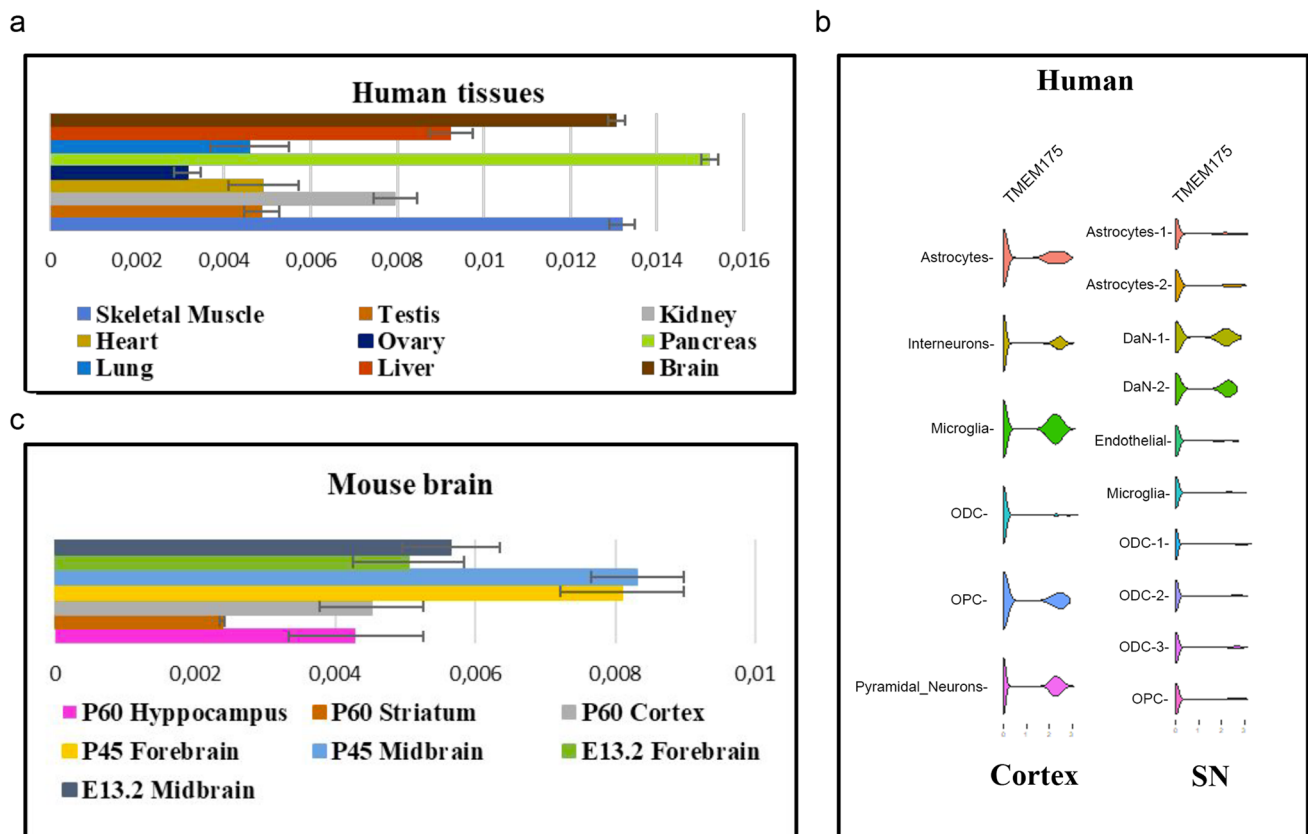 a
Human tissues
0 0,002 0,004 0,006 0,008 0,01 0,012 0,014 0,016
Skeletal Muscle Testis Kidney
Heart Ovary Pancreas
Lung Liver Brain
b
Human
TMEM175
Astrocytes-
Interneurons-
Microglia-
ODC-
OPC-
Pyramidal_Neurons-
0 1 2 3
Cortex
TMEM175
Astrocytes-1-
Astrocytes-2-
DaN-1-
DaN-2-
Endothelial-
Microglia-
ODC-1-
ODC-2-
ODC-3-
OPC-
0 1 2 3
SN
c
Mouse brain
0 0,002 0,004 0,006 0,008 0,01
P60 Hyppocampus P60 Striatum P60 Cortex
P45 Forebrain P45 Midbrain E13.2 Forebrain
E13.2 Midbrain